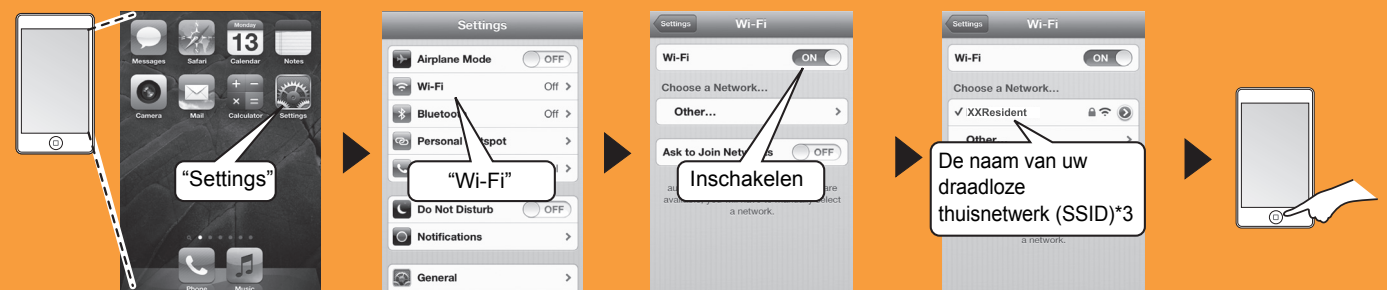 Monday
13
Messages
Safari
Calendar
Notes
+ −
× =
Camera
Mail
Calculator
Settings
“Settings”
Phone
Music
Settings
Airplane Mode
OFF
Wi-Fi
Off
Bluetoo
Off
Personal
tspot
“Wi-Fi”
Do Not Disturb
OFF
Notifications
General
Settings
Wi-Fi
Wi-Fi
ON
Choose a Network...
Other...
Ask to Join Netw
s
OFF
Inschakelen
are
select
a network.
Settings
Wi-Fi
Wi-Fi
ON
Choose a Network...
XXResident
Other
De naam van uw
draadloze
thuisnetwerk (SSID)*3
a network.